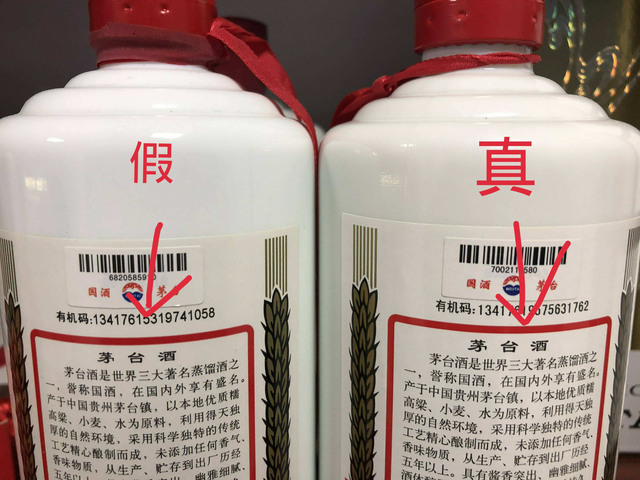 假
国酒 茅台
有机码:13417615319741058
茅台酒
茅台酒是世界三大著名蒸馏酒之
一，誉称国酒，在国内外享有盛名。
产于中国贵州茅台镇，以本地优质糯
高粱、小麦、水为原料，利用得天独
厚的自然环境，采用科学独特的传统
工艺精心酿制而成，未添加任何香气、
香味物质，从生产、贮存到出厂历经
五年以上。具有酱香突出、幽雅细腻、
真
国酒 茅台
有机码:
茅台酒
茅台酒是世界三大著名蒸馏酒之
一，誉称国酒，在国内外享有盛名。
产于中国贵州茅台镇，以本地优质糯
高粱、小麦、水为原料，利用得天独
厚的自然环境，采用科学独特的传统
工艺精心酿制而成，未添加任何香气、
香味物质，从生产、贮存到出厂历经
五年以上。具有酱香突出、幽雅细腻、